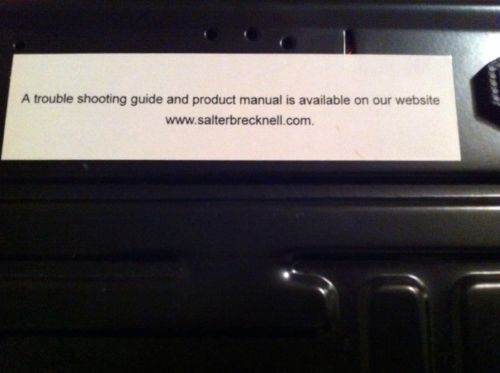 A trouble shooting guide and product manual is available on our website
www.salterbrecknell.com.